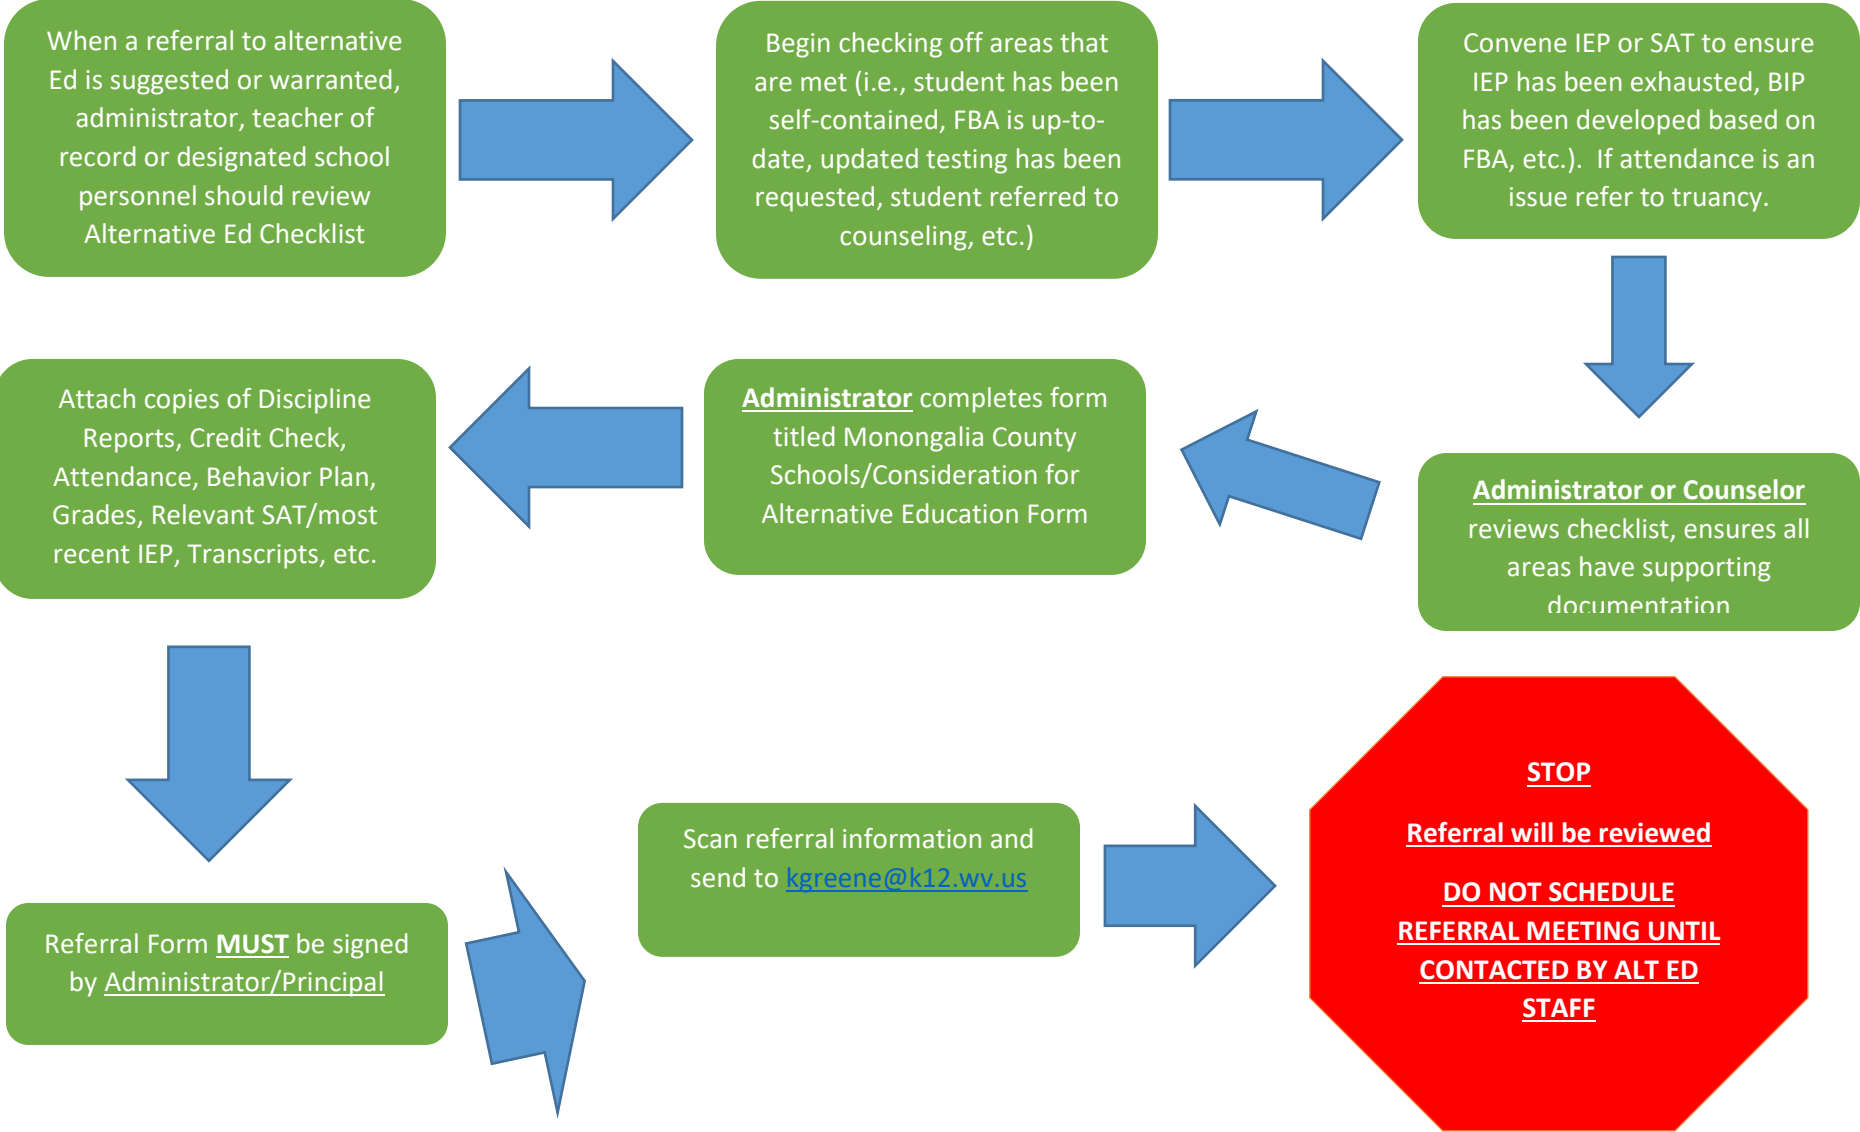 When a referral to alternative
Ed is suggested or warranted,
administrator, teacher of
record or designated school
personnel should review
Alternative Ed Checklist
Begin checking off areas that
are met (i.e., student has been
self-contained, FBA is up-to-
date, updated testing has been
requested, student referred to
counseling, etc.)
Convene IEP or SAT to ensure
IEP has been exhausted, BIP
has been developed based on
FBA, etc.).  If attendance is an
issue refer to truancy.
Administrator or Counselor
reviews checklist, ensures all
areas have supporting
documentation
Administrator completes form
titled Monongalia County
Schools/Consideration for
Alternative Education Form
Attach copies of Discipline
Reports, Credit Check,
Attendance, Behavior Plan,
Grades, Relevant SAT/most
recent IEP, Transcripts, etc.
Referral Form MUST be signed
by Administrator/Principal
Scan referral information and
send to kgreene@k12.wv.us
STOP
Referral will be reviewed
DO NOT SCHEDULE
REFERRAL MEETING UNTIL
CONTACTED BY ALT ED
STAFF